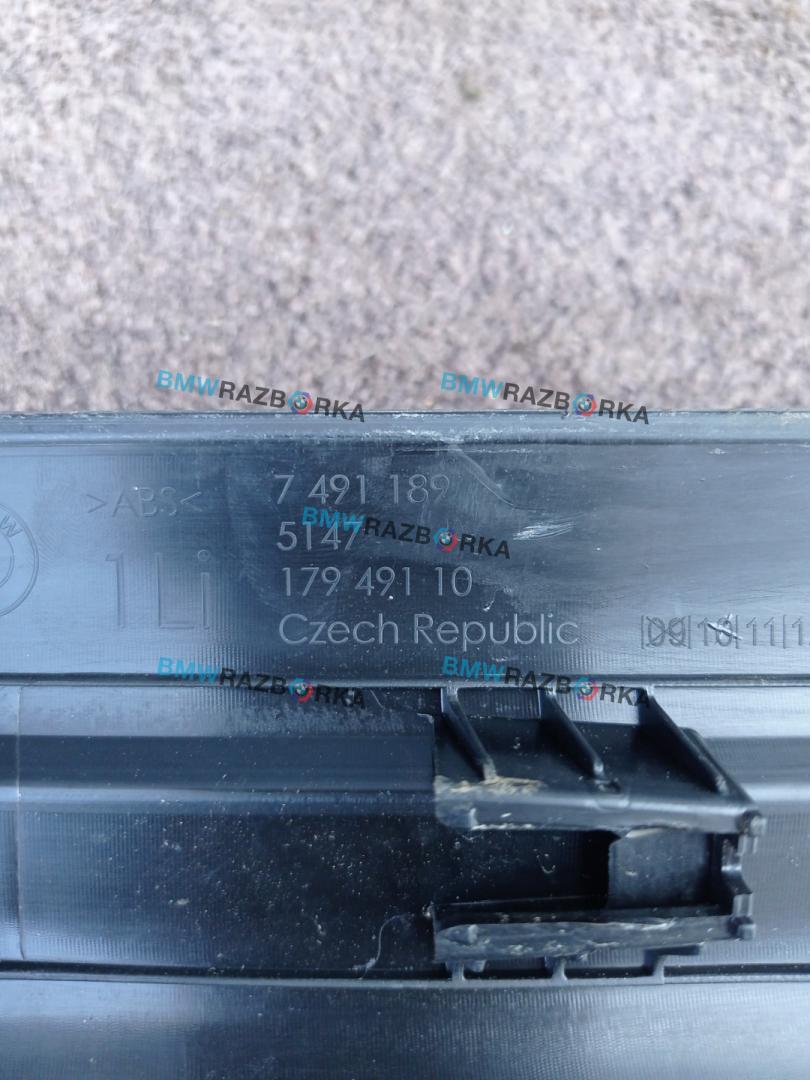 BMWRAZBORKA
BMWRAZBORKA
>ABS< 7 491 189
5147
BMWRAZBORKA
1Li 179 491 10
Czech Republic
BMWRAZBORKA
BMWRAZBORKA